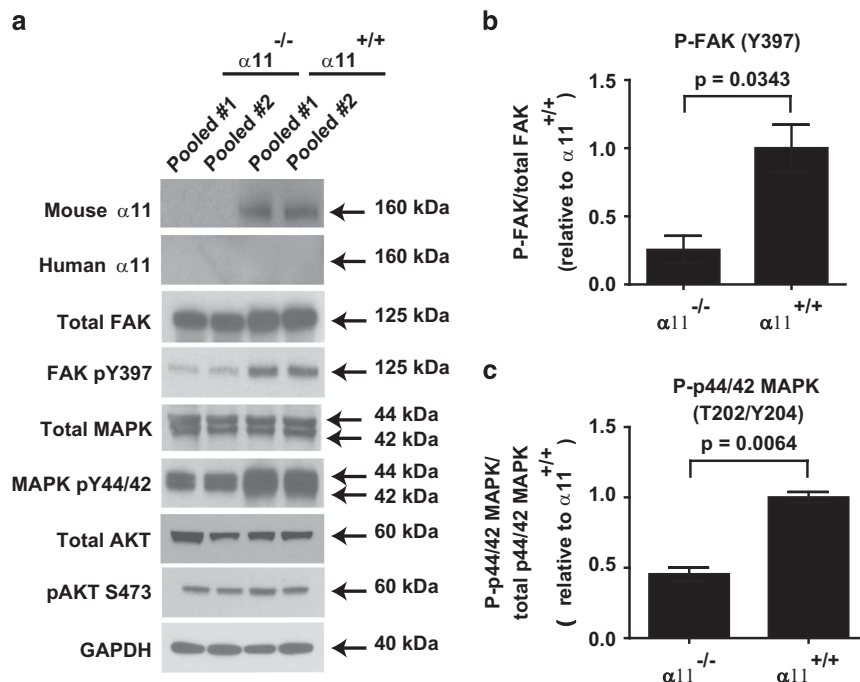 a
α11 -/-
α11 +/+
Pooled #1
Pooled #2
Pooled #1
Pooled #2
Mouse α11
160 kDa
Human α11
160 kDa
Total FAK
125 kDa
FAK pY397
125 kDa
Total MAPK
44 kDa
42 kDa
MAPK pY44/42
44 kDa
42 kDa
Total AKT
60 kDa
pAKT S473
60 kDa
GAPDH
40 kDa
b
P-FAK (Y397)
p = 0.0343
P-FAK/total FAK
(relative to α11 +/+)
1.5
1.0
0.5
0.0
α11 -/-
α11 +/+
c
P-p44/42 MAPK
(T202/Y204)
p = 0.0064
P-p44/42 MAPK/
total p44/42 MAPK
( relative to α11 +/+)
1.5
1.0
0.5
0.0
α11 -/-
α11 +/+